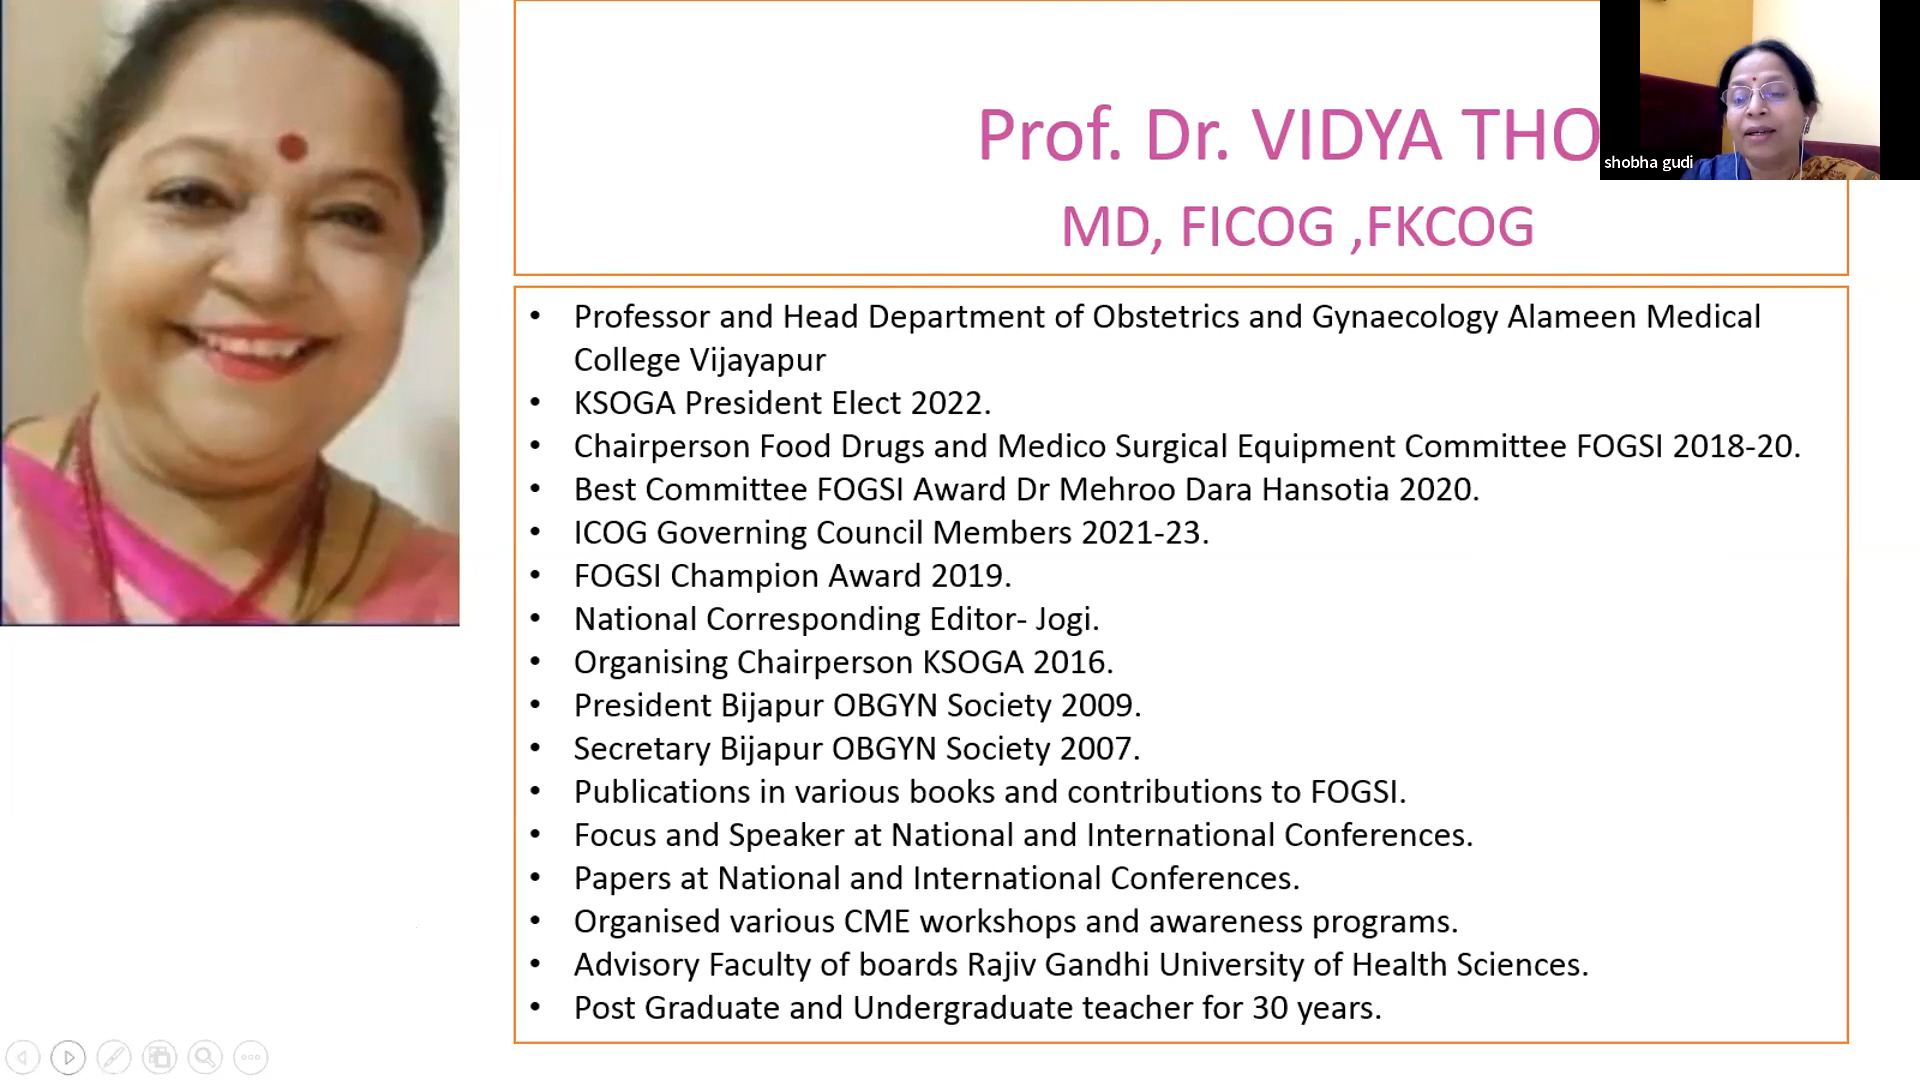 Prof. Dr. VIDYA THO
MD, FICOG ,FKCOG
shobha gudi
• Professor and Head Department of Obstetrics and Gynaecology Alameen Medical
College Vijayapur
• KSOGA President Elect 2022.
• Chairperson Food Drugs and Medico Surgical Equipment Committee FOGSI 2018-20.
• Best Committee FOGSI Award Dr Mehroo Dara Hansotia 2020.
• ICOG Governing Council Members 2021-23.
• FOGSI Champion Award 2019.
• National Corresponding Editor- Jogi.
• Organising Chairperson KSOGA 2016.
• President Bijapur OBGYN Society 2009.
• Secretary Bijapur OBGYN Society 2007.
• Publications in various books and contributions to FOGSI.
• Focus and Speaker at National and International Conferences.
• Papers at National and International Conferences.
• Organised various CME workshops and awareness programs.
• Advisory Faculty of boards Rajiv Gandhi University of Health Sciences.
• Post Graduate and Undergraduate teacher for 30 years.